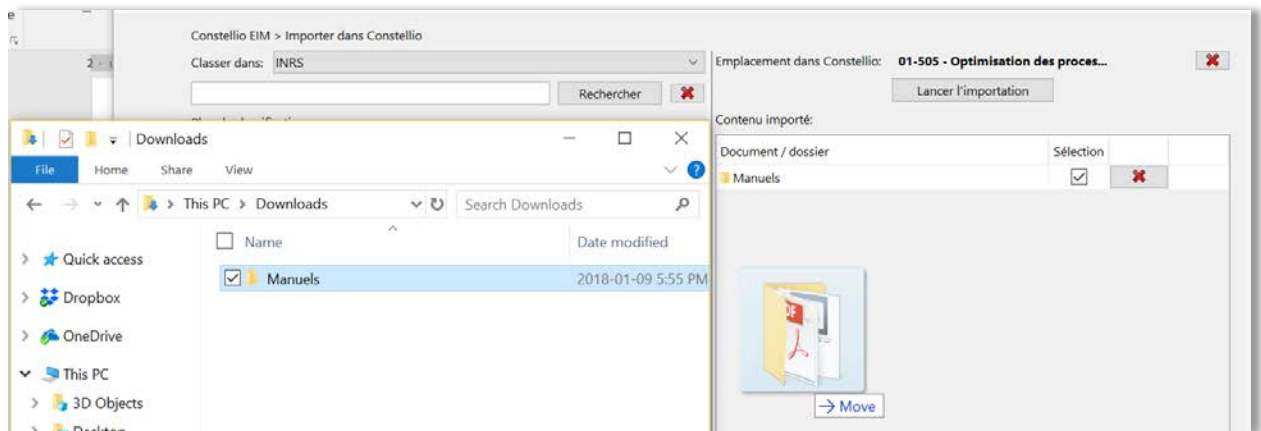 Constellio EIM > Importer dans Constellio
Classer dans: INRS
Rechercher
Emplacement dans Constellio: 01-505 - Optimisation des proces...
Lancer l'importation
Contenu importé:
Document / dossier Sélection
Manuels
Downloads
File Home Share View
This PC > Downloads
Search Downloads
Name Date modified
Manuels 2018-01-09 5:55 PM
Quick access
Dropbox
OneDrive
This PC
3D Objects
Move